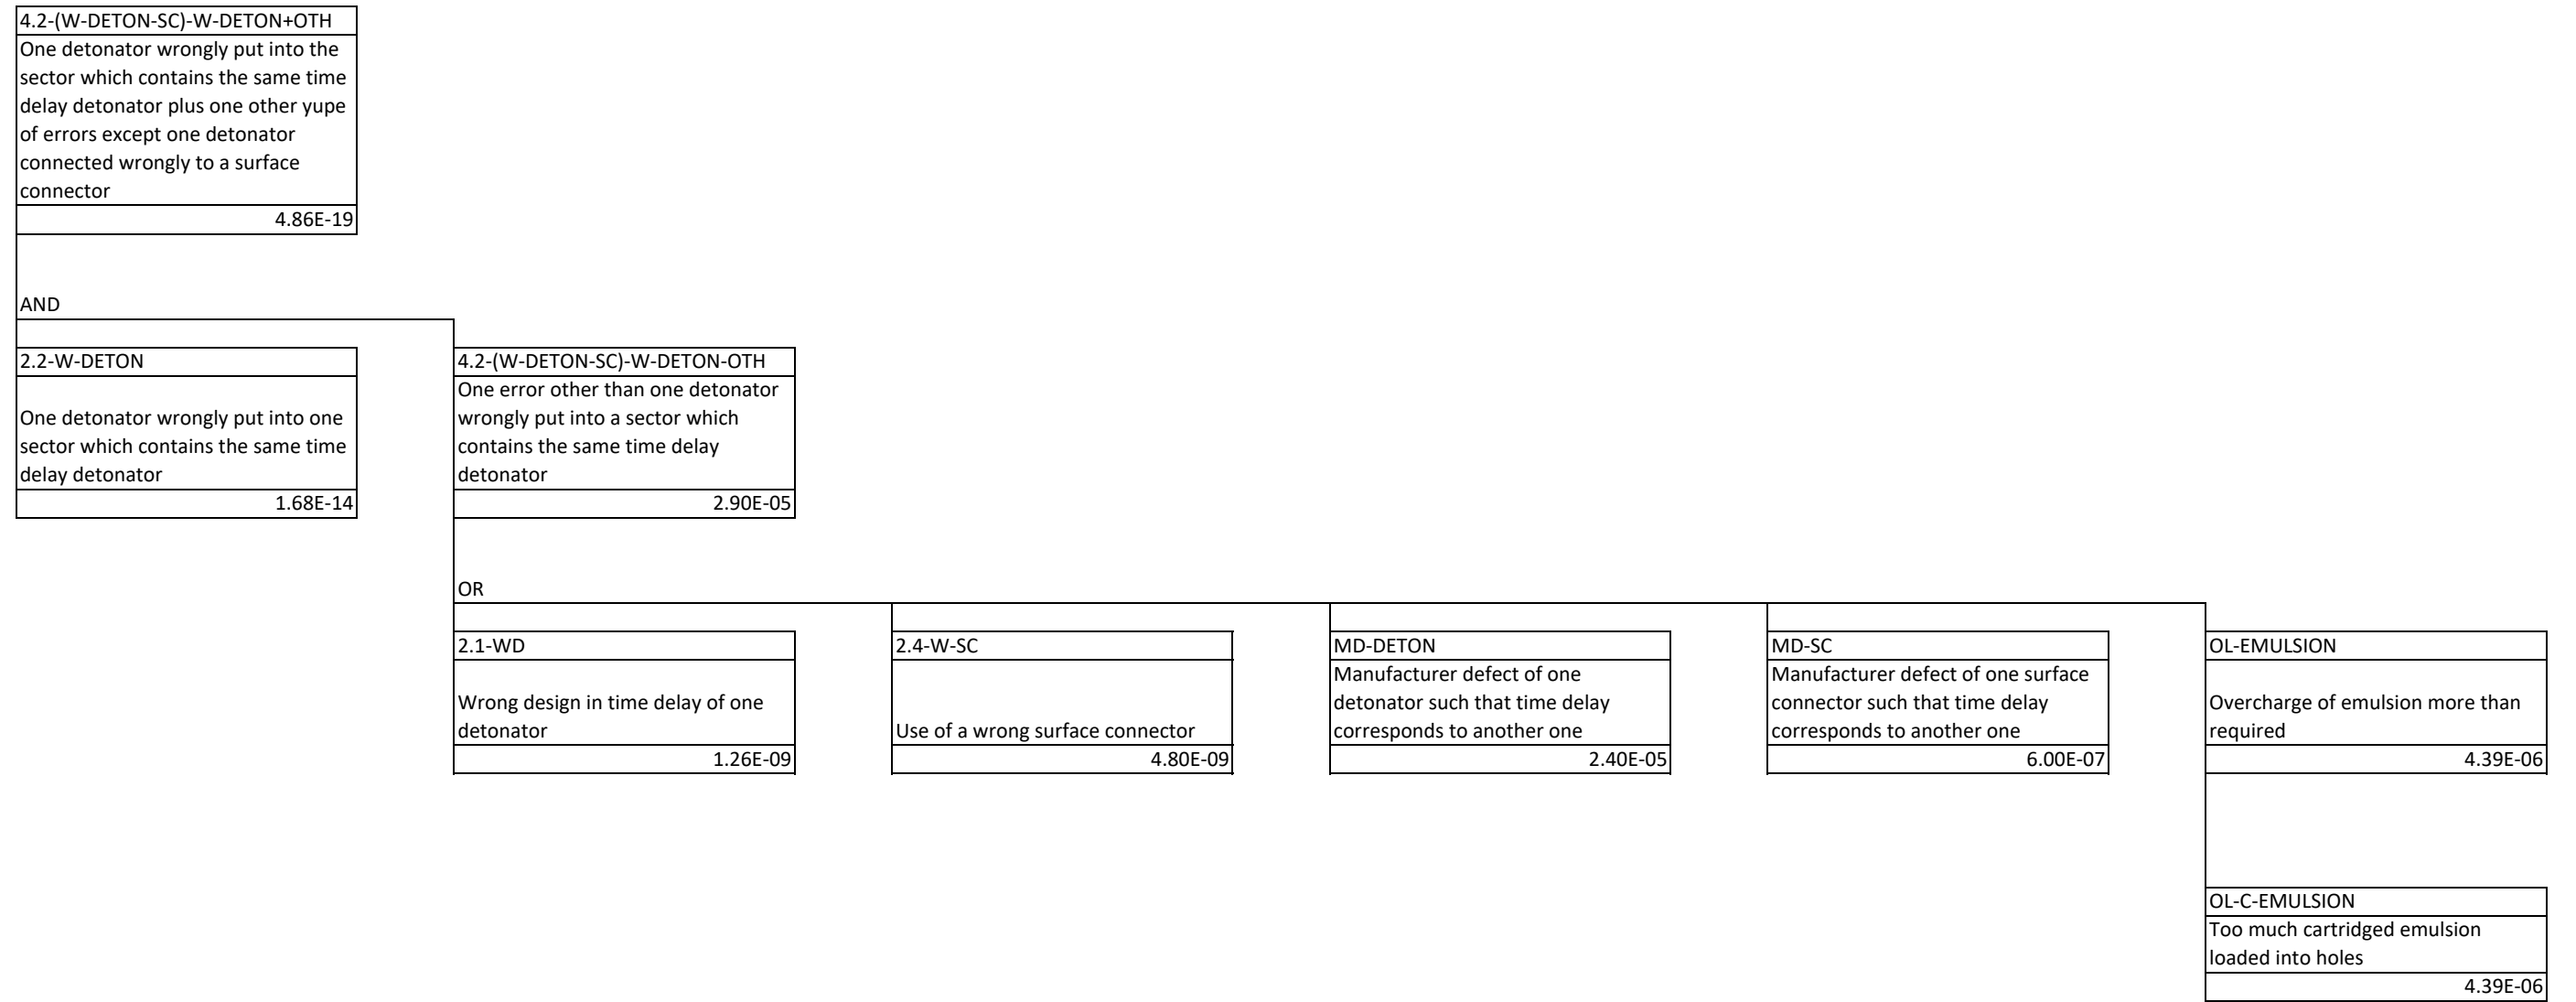 4.2-(W-DETON-SC)-W-DETON+OTH
One detonator wrongly put into the
sector which contains the same time
delay detonator plus one other yupe
of errors except one detonator
connected wrongly to a surface
connector
4.86E-19
AND
2.2-W-DETON
One detonator wrongly put into one
sector which contains the same time
delay detonator
1.68E-14
4.2-(W-DETON-SC)-W-DETON-OTH
One error other than one detonator
wrongly put into a sector which
contains the same time delay
detonator
2.90E-05
OR
2.1-WD
Wrong design in time delay of one
detonator
1.26E-09
2.4-W-SC
Use of a wrong surface connector
4.80E-09
MD-DETON
Manufacturer defect of one
detonator such that time delay
corresponds to another one
2.40E-05
MD-SC
Manufacturer defect of one surface
connector such that time delay
corresponds to another one
6.00E-07
OL-EMULSION
Overcharge of emulsion more than
required
4.39E-06
OL-C-EMULSION
Too much cartridged emulsion
loaded into holes
4.39E-06